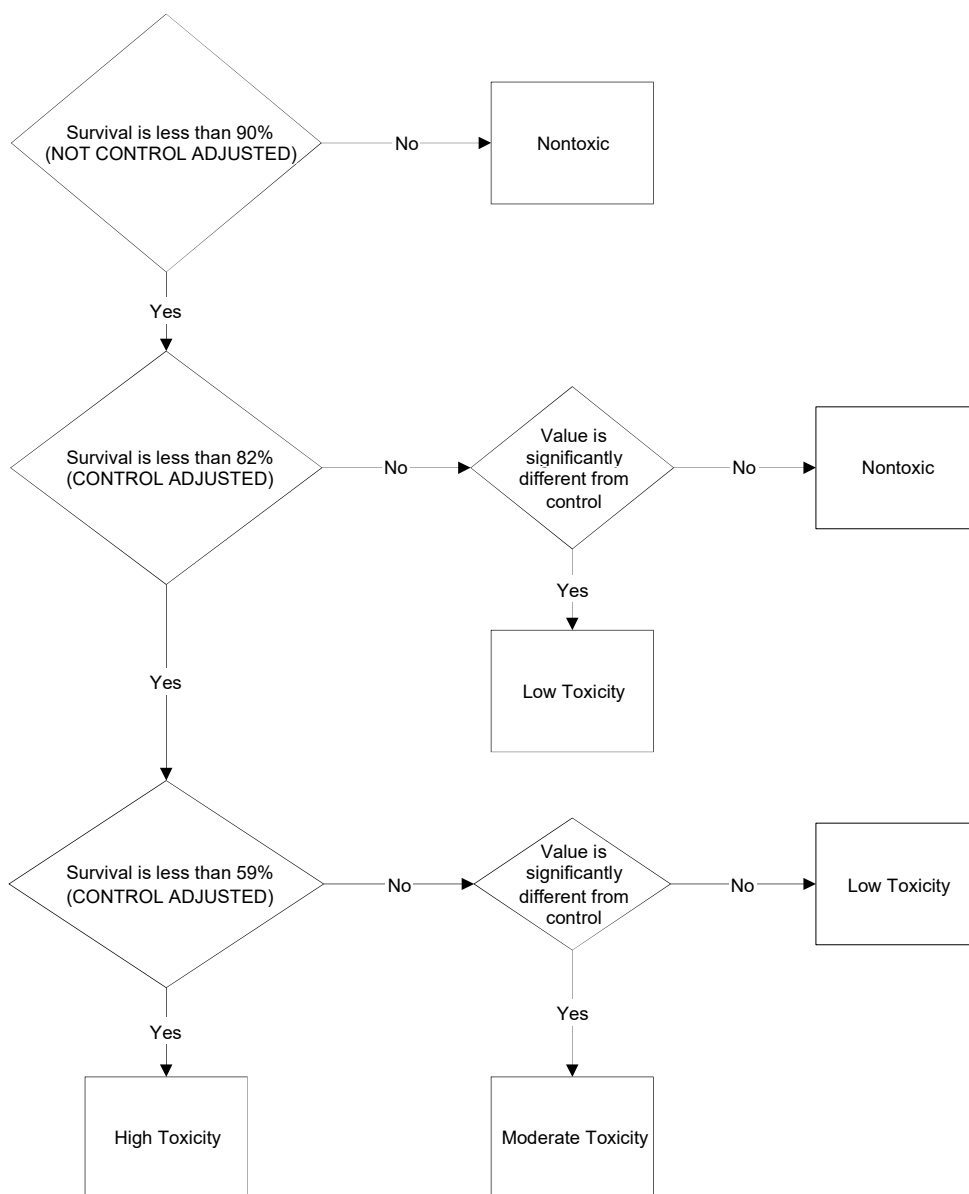 Survival is less than 90%
(NOT CONTROL ADJUSTED)
No
Nontoxic
Yes
Survival is less than 82%
(CONTROL ADJUSTED)
No
Value is
significantly
different from
control
No
Nontoxic
Yes
Low Toxicity
Yes
Survival is less than 59%
(CONTROL ADJUSTED)
No
Value is
significantly
different from
control
No
Low Toxicity
Yes
Yes
High Toxicity
Moderate Toxicity